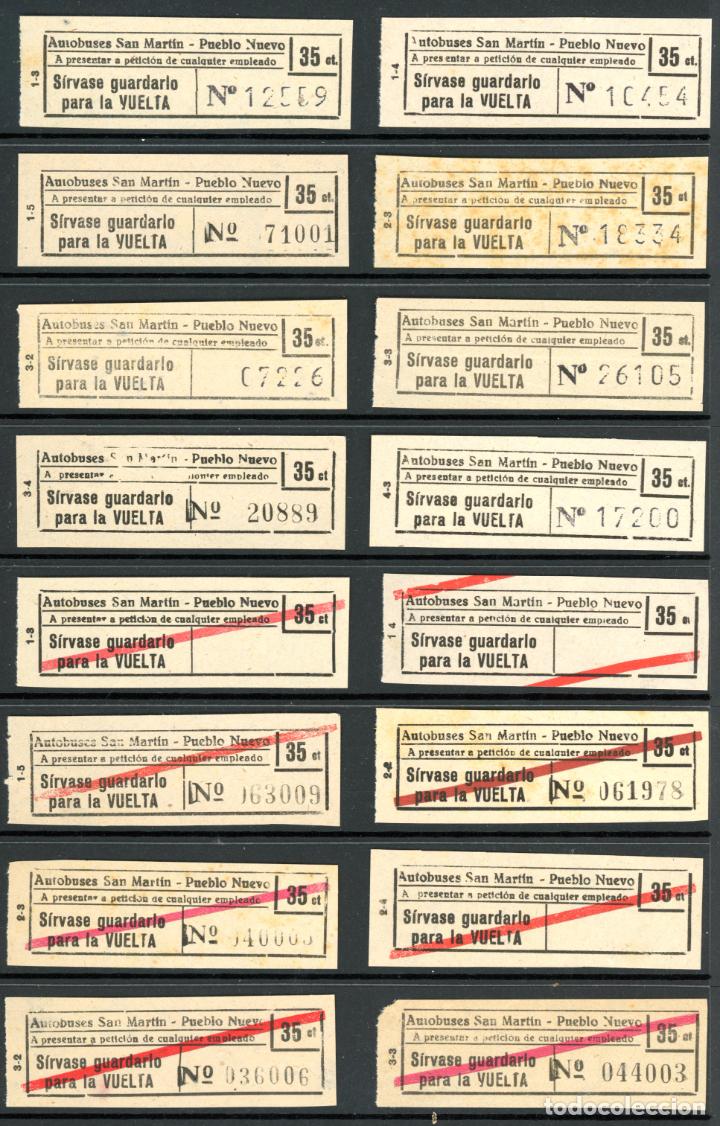 1-3
Autobuses San Martín - Pueblo Nuevo
35 ct.
A presentar a petición de cualquier empleado
Sírvase guardarlo
para la VUELTA
Nº 12559
1-4
Autobuses San Martín - Pueblo Nuevo
35 ct.
A presentar a petición de cualquier empleado
Sírvase guardarlo
para la VUELTA
Nº 10454
1-5
Autobuses San Martín - Pueblo Nuevo
35 ct.
A presentar a petición de cualquier empleado
Sírvase guardarlo
para la VUELTA
Nº 71001
2-3
Autobuses San Martín - Pueblo Nuevo
35 ct.
A presentar a petición de cualquier empleado
Sírvase guardarlo
para la VUELTA
Nº 18334
3-2
Autobuses San Martín - Pueblo Nuevo
35 ct.
A presentar a petición de cualquier empleado
Sírvase guardarlo
para la VUELTA
07226
3-3
Autobuses San Martín - Pueblo Nuevo
35 ct.
A presentar a petición de cualquier empleado
Sírvase guardarlo
para la VUELTA
Nº 26105
3-4
Autobuses San Martín - Pueblo Nuevo
35 ct
A presentar empleado
Sírvase guardarlo
para la VUELTA
Nº 20889
4-3
Autobuses San Martín - Pueblo Nuevo
35 ct.
A presentar a petición de cualquier empleado
Sírvase guardarlo
para la VUELTA
Nº 17200
1-3
Autobuses San Martín - Pueblo Nuevo
35 ct
A presentar a petición de cualquier empleado
Sírvase guardarlo
para la VUELTA
1 4
Autobuses San Martín - Pueblo Nuevo
35
A presentar a petición de cualquier empleado
Sírvase guardarlo
para la VUELTA
1-5
Autobuses San Martín - Pueblo Nuevo
35 ct
A presentar a petición de cualquier empleado
Sírvase guardarlo
para la VUELTA
Nº 063009
2-2
Autobuses San Martín - Pueblo Nuevo
35 ct
A presentar a petición de cualquier empleado
Sírvase guardarlo
para la VUELTA
Nº 061978
2-3
Autobuses San Martín - Pueblo Nuevo
35 ct
A presentar a petición de cualquier empleado
Sírvase guardarlo
para la VUELTA
Nº
2-4
Autobuses San Martín - Pueblo Nuevo
35 ct
A presentar a petición de cualquier empleado
Sírvase guardarlo
para la VUELTA
3-2
Autobuses San Martín - Pueblo Nuevo
35 ct
A presentar a petición de cualquier empleado
Sírvase guardarlo
para la VUELTA
Nº 036006
3-3
Autobuses San Martín - Pueblo Nuevo
35 ct
A presentar a petición de cualquier empleado
Sírvase guardarlo
para la VUELTA
Nº 044003
todocoleccion.net